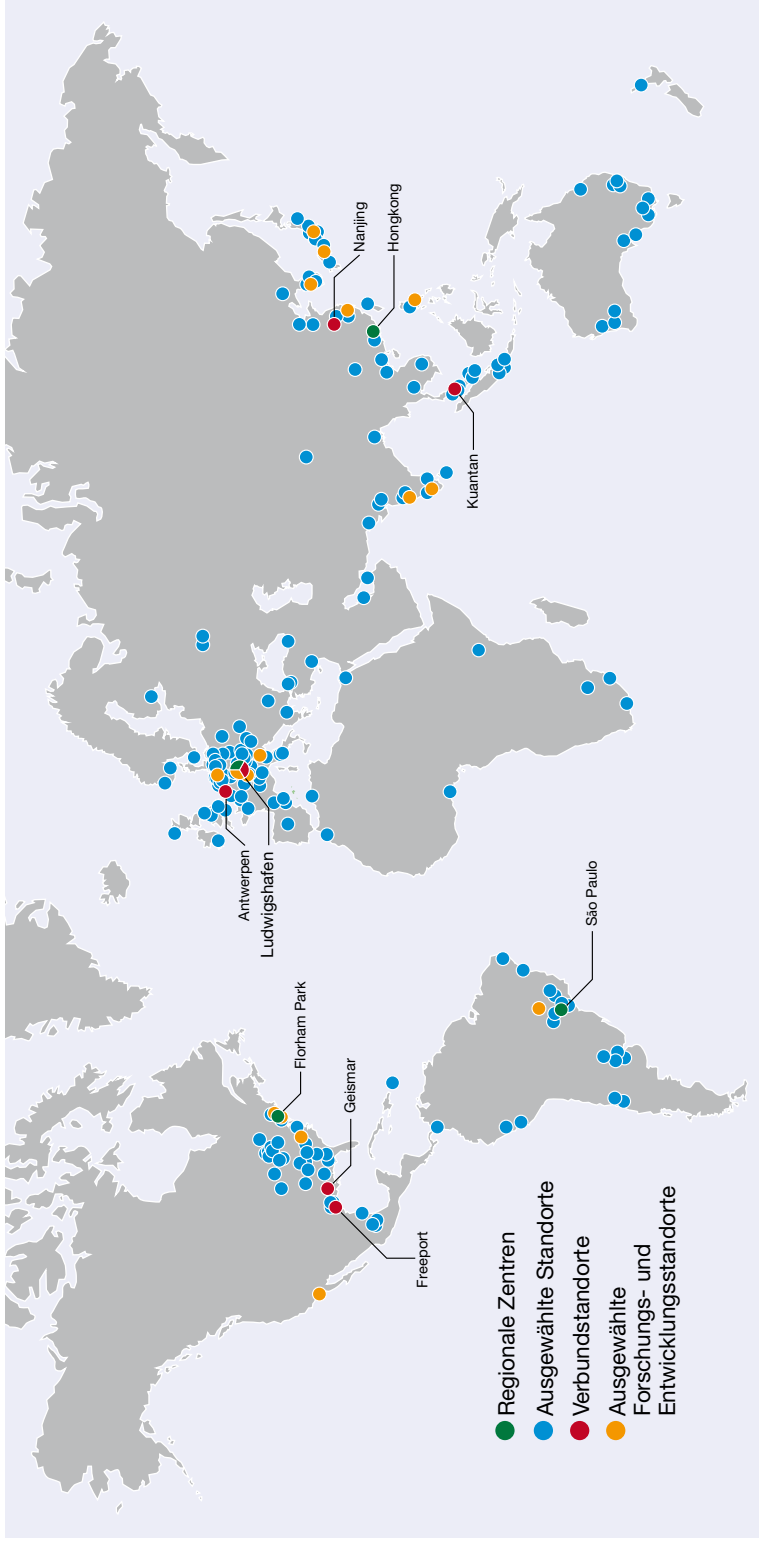 Florham Park
Geismar
Freeport
São Paulo
Antwerpen
Ludwigshafen
Nanjing
Hongkong
Kuantan
Regionale Zentren
Ausgewählte Standorte
Verbundstandorte
Ausgewählte
Forschungs- und
Entwicklungsstandorte